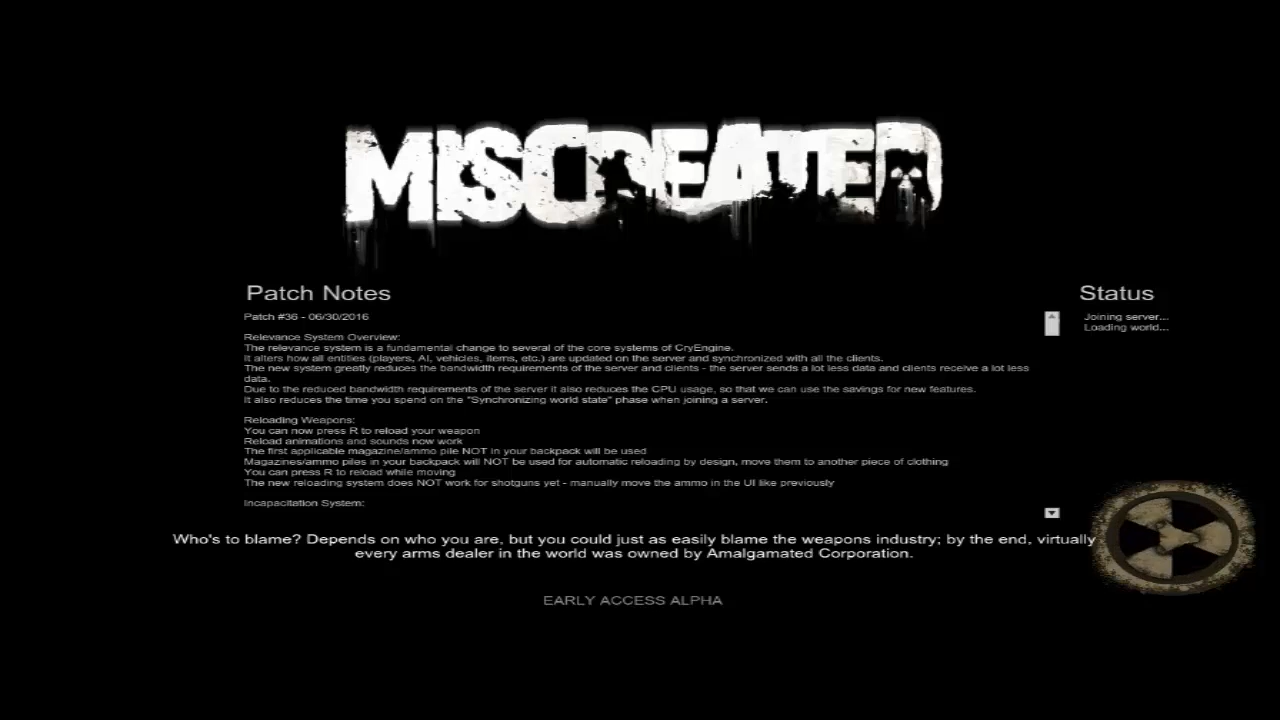 MISCREATED
Patch Notes
Status
Patch #36 - 06/30/2016
Joining server...
Loading world...
Relevance System Overview:
The relevance system is a fundamental change to several of the core systems of CryEngine.
It alters how all entities (players, AI, vehicles, items, etc.) are updated on the server and synchronized with all the clients.
The new system greatly reduces the bandwidth requirements of the server and clients - the server sends a lot less data and clients receive a lot less
data.
Due to the reduced bandwidth requirements of the server it also reduces the CPU usage, so that we can use the savings for new features.
It also reduces the time you spend on the "Synchronizing world state" phase when joining a server.
Reloading Weapons:
You can now press R to reload your weapon
Reload animations and sounds now work
The first applicable magazine/ammo pile NOT in your backpack will be used
Magazines/ammo piles in your backpack will NOT be used for automatic reloading by design, move them to another piece of clothing
You can press R to reload while moving
The new reloading system does NOT work for shotguns yet - manually move the ammo in the UI like previously
Incapacitation System:
Who's to blame? Depends on who you are, but you could just as easily blame the weapons industry; by the end, virtually
every arms dealer in the world was owned by Amalgamated Corporation.
EARLY ACCESS ALPHA